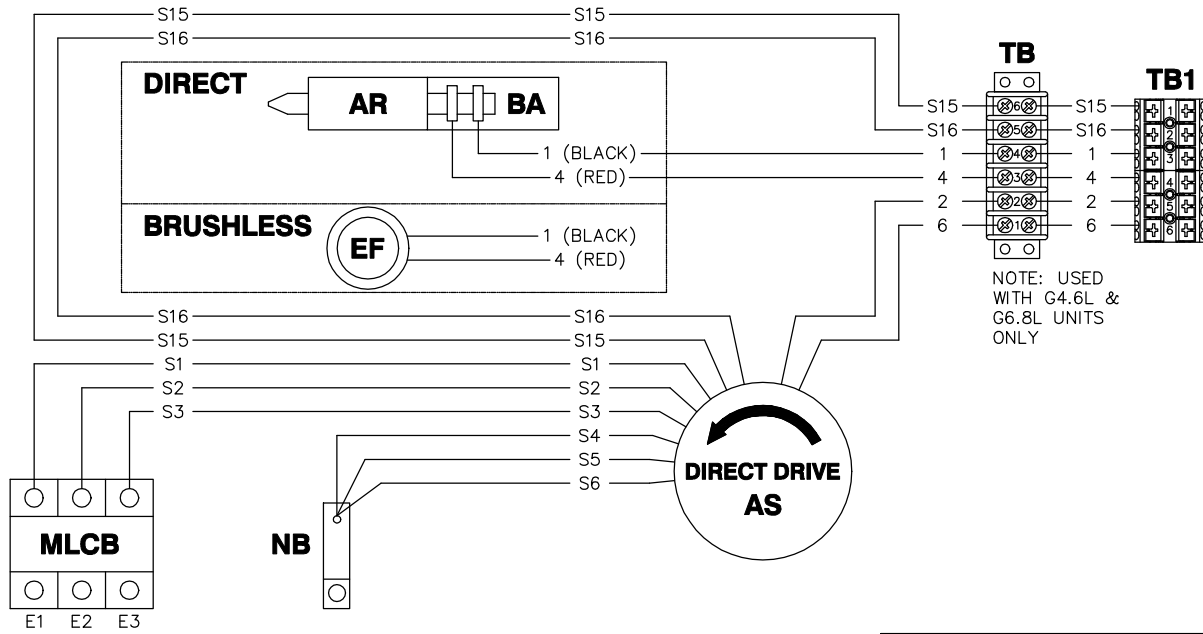 S15 S15
S16 S16
TB
TB1
DIRECT
AR BA
S15 6 S15 1
S16 5 S16 2
1 (BLACK) 1 4 1 3
4 (RED) 4 3 4 4
2 2 2 5
BRUSHLESS
6 1 6 6
EF
1 (BLACK)
4 (RED)
NOTE: USED
WITH G4.6L &
G6.8L UNITS
ONLY
S16 S16
S15 S15
S1 S1
S2 S2
S3 S3
S4
S5
S6
DIRECT DRIVE
AS
MLCB
NB
E1 E2 E3